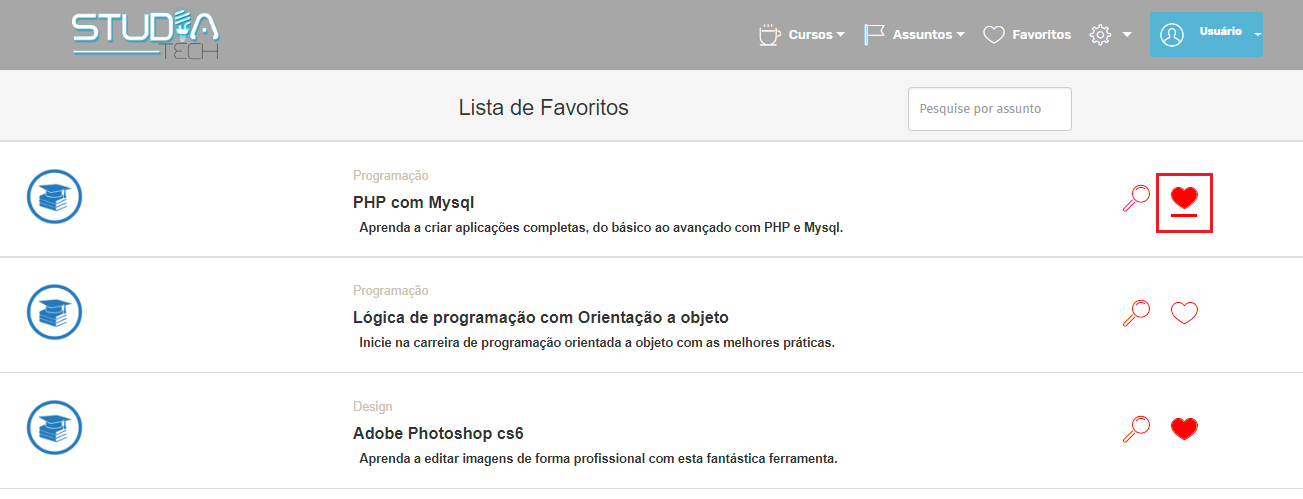 STUDIA
TECH
Cursos
Assuntos
Favoritos
Usuário
Lista de Favoritos
Pesquise por assunto
Programação
PHP com Mysql
Aprenda a criar aplicações completas, do básico ao avançado com PHP e Mysql.
Programação
Lógica de programação com Orientação a objeto
Inicie na carreira de programação orientada a objeto com as melhores práticas.
Design
Adobe Photoshop cs6
Aprenda a editar imagens de forma profissional com esta fantástica ferramenta.